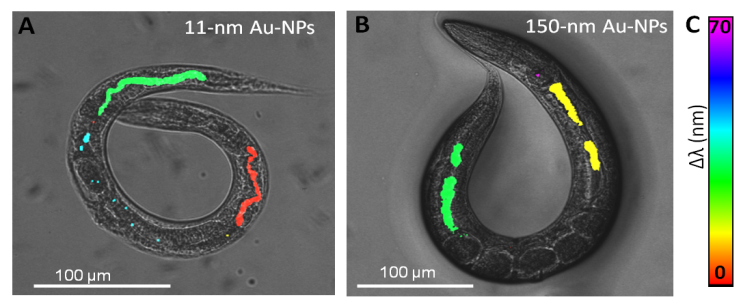 A
11-nm Au-NPs
100 µm
B
150-nm Au-NPs
100 µm
C
70
Δλ (nm)
0